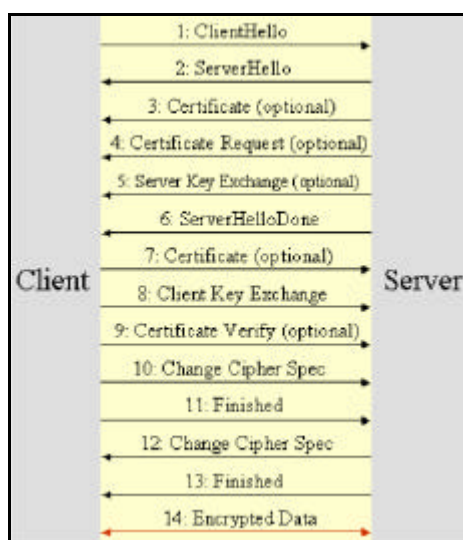 1: ClientHello
2: ServerHello
3: Certificate (optional)
4: Certificate Request (optional)
5: Server Key Exchange (optional)
6: ServerHelloDone
7: Certificate (optional)
Client
Server
8: Client Key Exchange
9: Certificate Verify (optional)
10: Change Cipher Spec
11: Finished
12: Change Cipher Spec
13: Finished
14: Encrypted Data